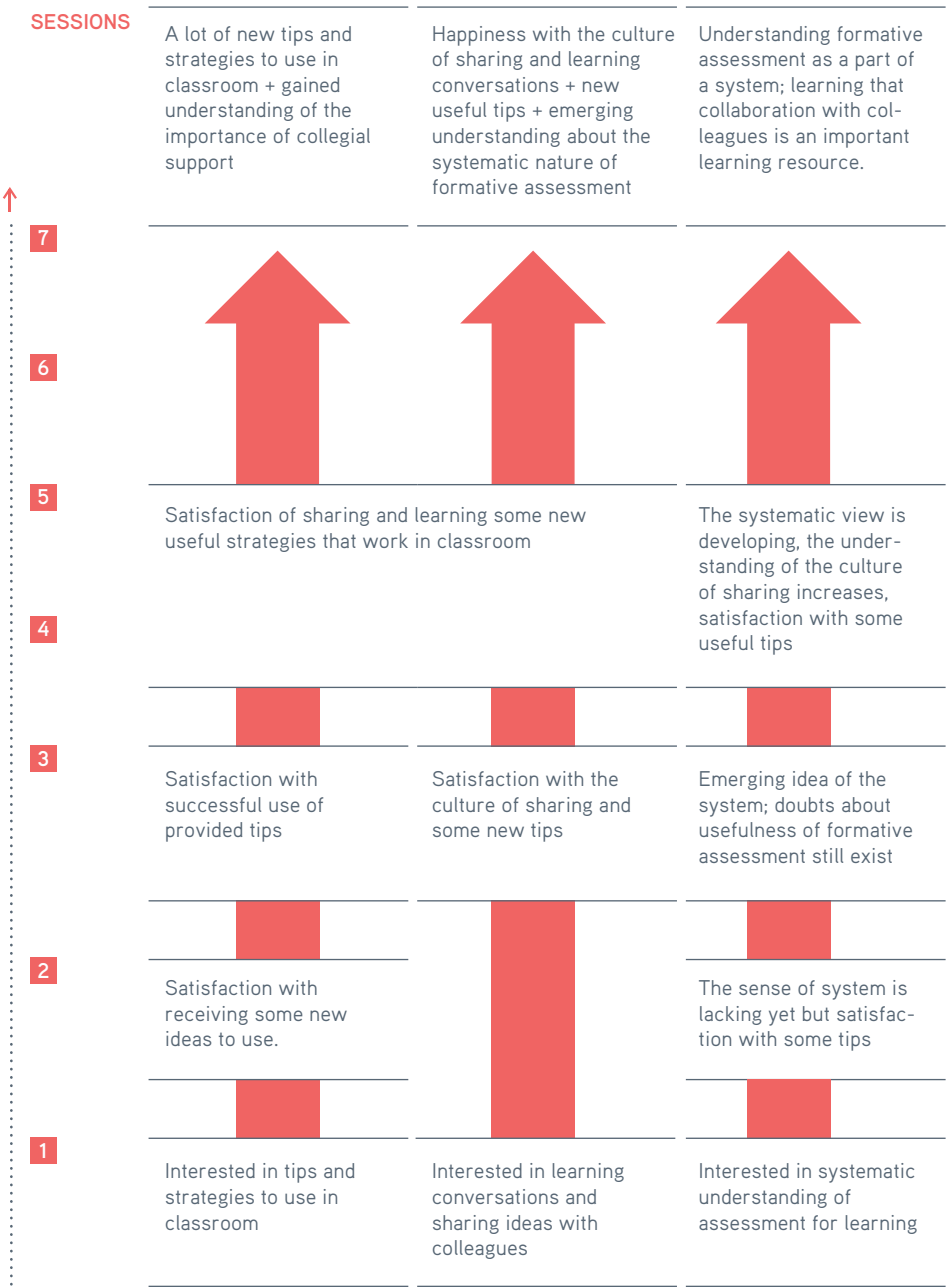 SESSIONS
A lot of new tips and
strategies to use in
classroom + gained
understanding of the
importance of collegial
support
Happiness with the culture
of sharing and learning
conversations + new
useful tips + emerging
understanding about the
systematic nature of
formative assessment
Understanding formative
assessment as a part of
a system; learning that
collaboration with col-
leagues is an important
learning resource.
7
6
5
Satisfaction of sharing and learning some new
useful strategies that work in classroom
The systematic view is
developing, the under-
standing of the culture
of sharing increases,
satisfaction with some
useful tips
4
3
Satisfaction with
successful use of
provided tips
Satisfaction with the
culture of sharing and
some new tips
Emerging idea of the
system; doubts about
usefulness of formative
assessment still exist
2
Satisfaction with
receiving some new
ideas to use.
The sense of system is
lacking yet but satisfac-
tion with some tips
1
Interested in tips and
strategies to use in
classroom
Interested in learning
conversations and
sharing ideas with
colleagues
Interested in systematic
understanding of
assessment for learning